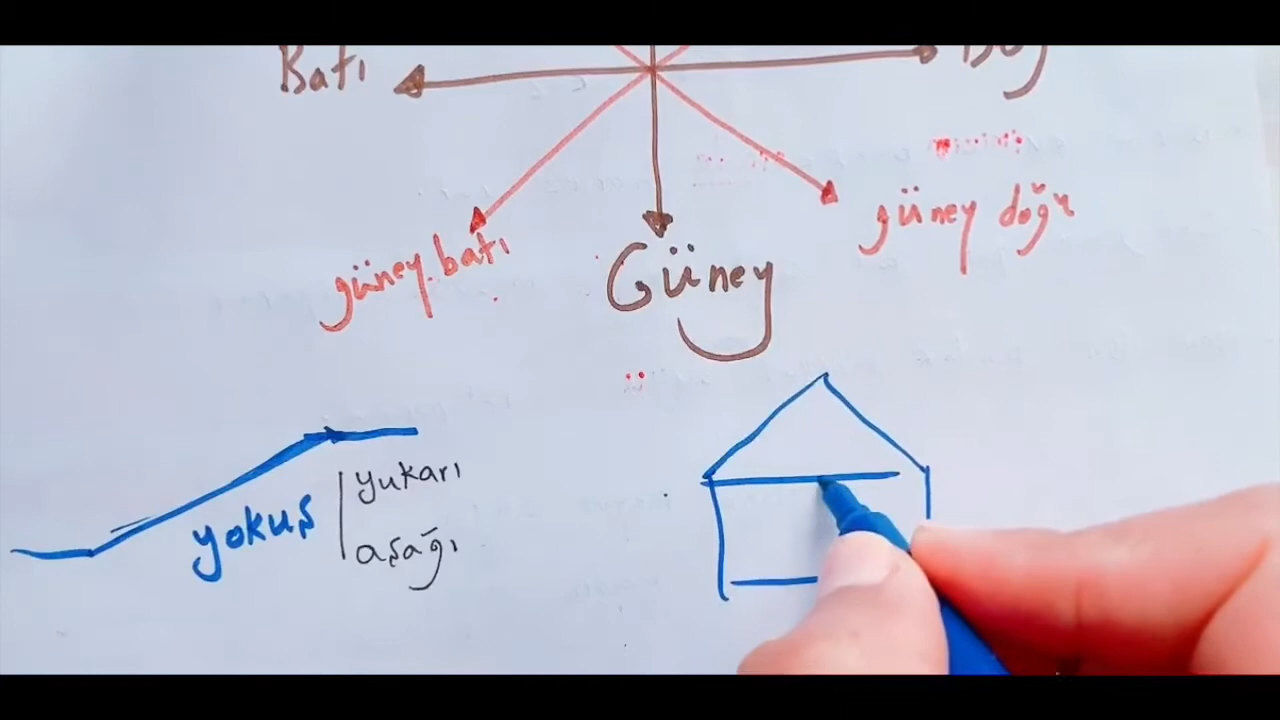 Batı
güney batı
Güney
güney doğu
yokuş
yukarı
aşağı